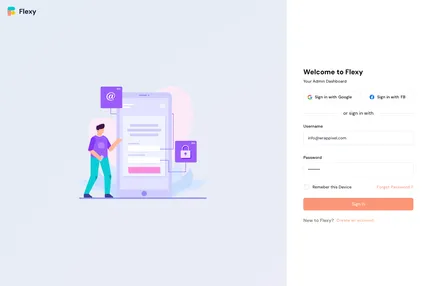 Flexy
@
Welcome to Flexy
Your Admin Dashboard
Sign in with Google
Sign in with FB
or sign in with
Username
info@wrappixel.com
Password
••••••••
Remeber this Device
Forgot Password ?
Sign In
New to Flexy? Create an account